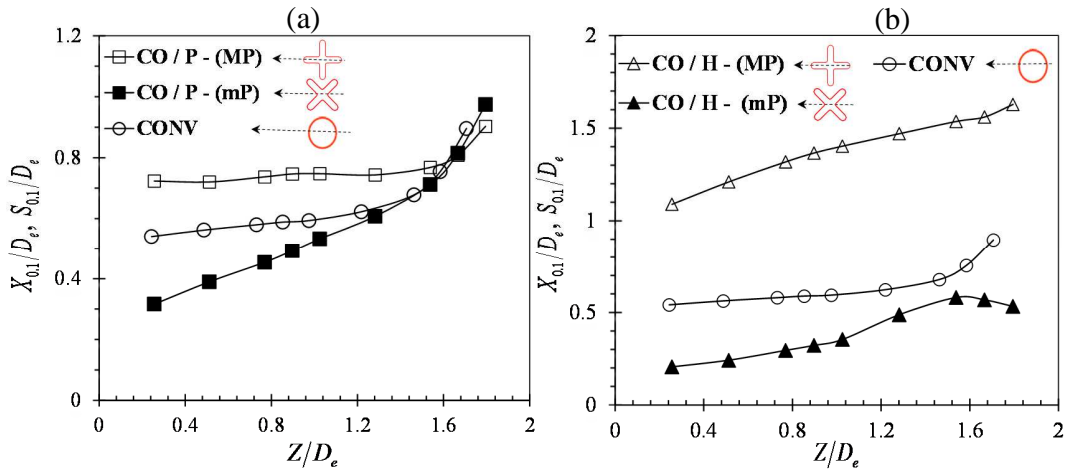 (a)
1.2
0.8
0.4
0
X0.1/De, S0.1/De
CO / P - (MP)
CO / P - (mP)
CONV
0 0.4 0.8 1.2 1.6 2
Z/De
(b)
2
1.5
1
0.5
0
X0.1/De, S0.1/De
CO / H - (MP)
CO / H - (mP)
CONV
0 0.4 0.8 1.2 1.6 2
Z/De